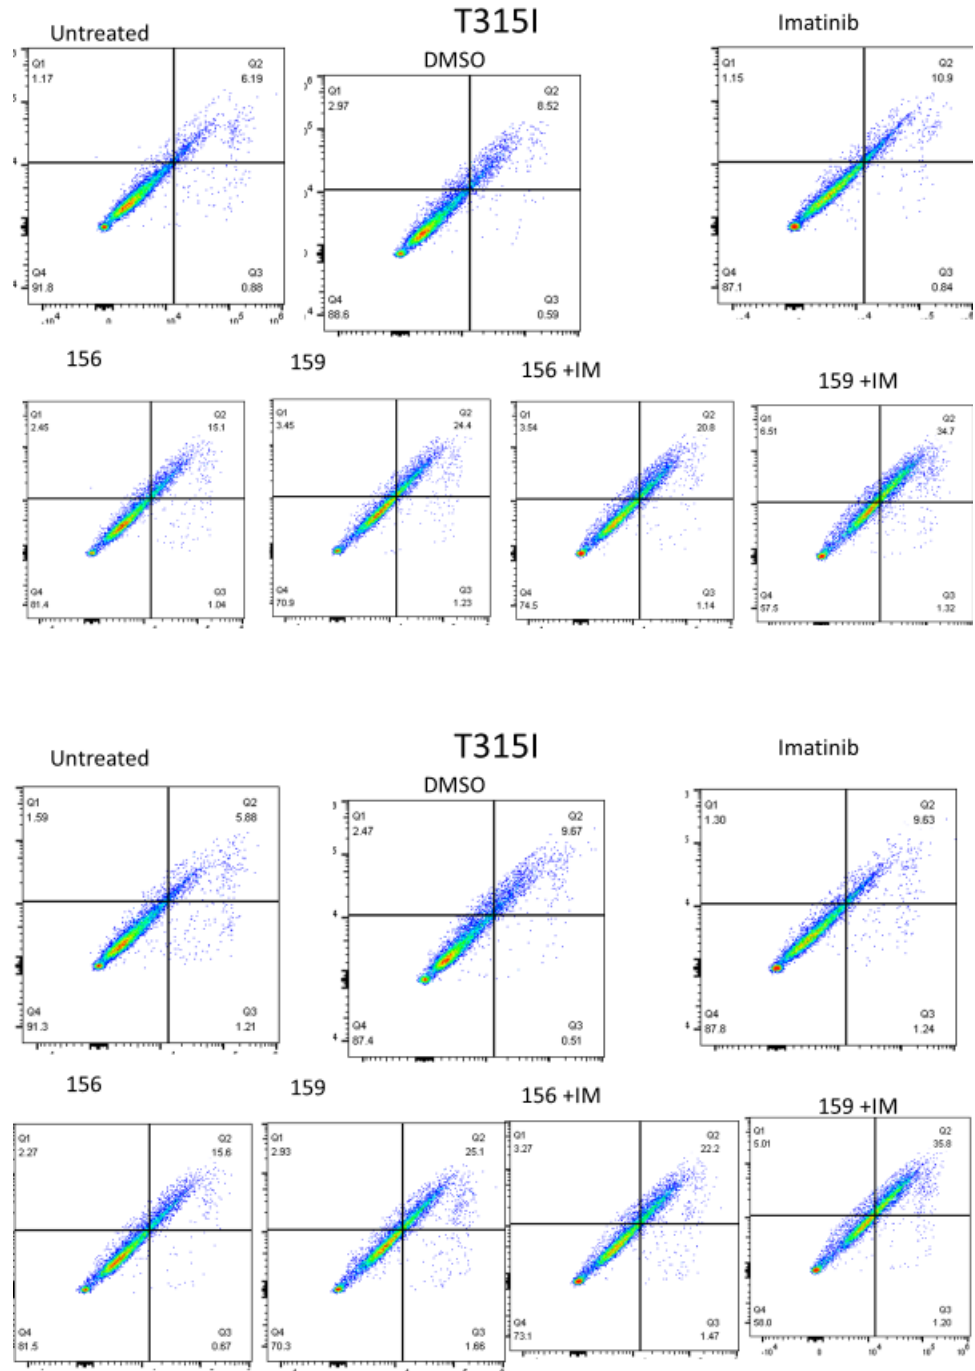 T315I
Untreated
DMSO
Imatinib
Q1
1.17
Q2
6.19
Q4
91.8
Q3
0.88
Q1
2.97
Q2
8.52
Q4
88.6
Q3
0.59
Q1
1.15
Q2
10.9
Q4
87.1
Q3
0.84
156
159
156 +IM
159 +IM
Q1
2.45
Q2
15.1
Q4
81.4
Q3
1.04
Q1
3.45
Q2
24.4
Q4
70.9
Q3
1.23
Q1
3.54
Q2
20.8
Q4
74.5
Q3
1.14
Q1
6.51
Q2
34.7
Q4
57.5
Q3
1.32
T315I
Untreated
DMSO
Imatinib
Q1
1.59
Q2
5.88
Q4
91.3
Q3
1.21
Q1
2.47
Q2
9.67
Q4
87.4
Q3
0.51
Q1
1.30
Q2
9.63
Q4
87.8
Q3
1.24
156
159
156 +IM
159 +IM
Q1
2.27
Q2
15.6
Q4
81.5
Q3
0.67
Q1
2.93
Q2
25.1
Q4
70.3
Q3
1.66
Q1
3.27
Q2
22.2
Q4
73.1
Q3
1.47
Q1
5.01
Q2
35.8
Q4
58.0
Q3
1.20